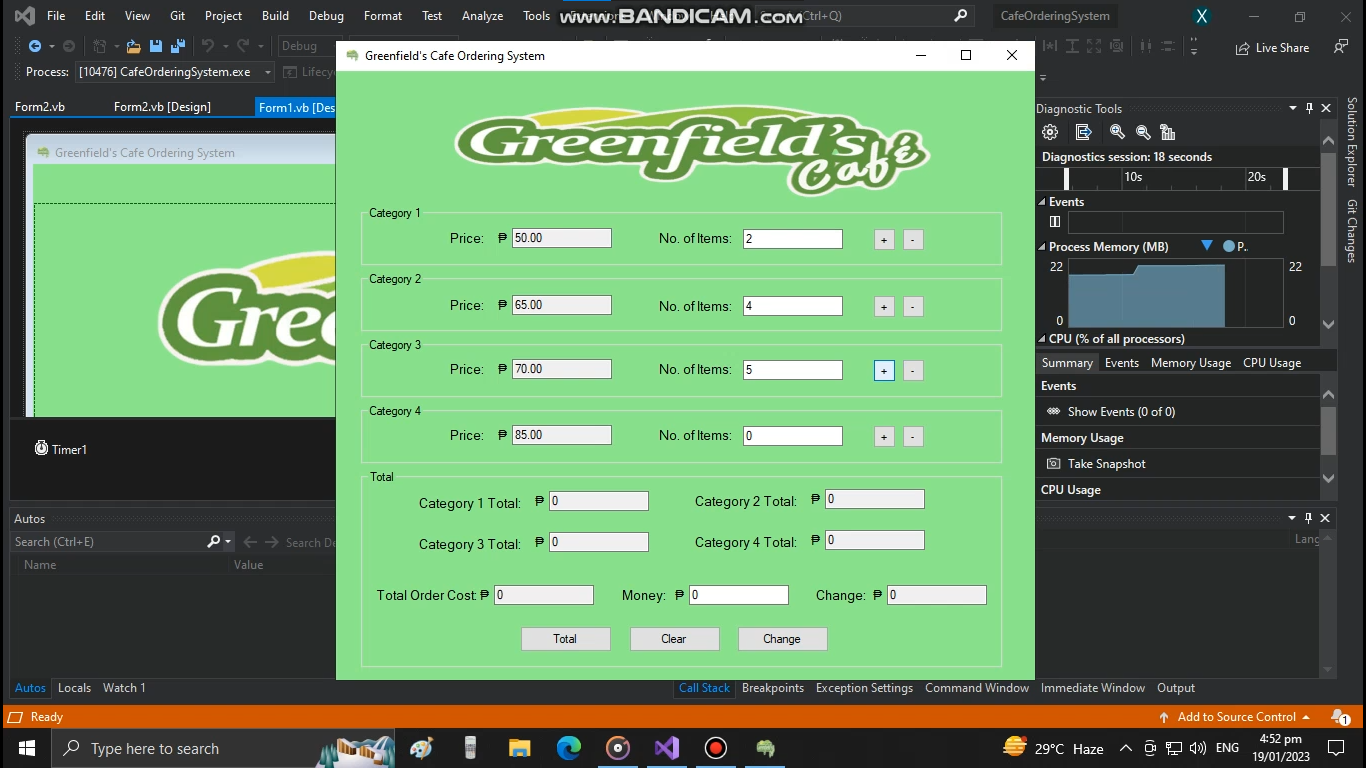 File Edit View Git Project Build Debug Format Test Analyze Tools Ctrl+Q) CafeOrderingSystem X
www.BANDICAM.com
Debug
Live Share
Process: [10476] CafeOrderingSystem.exe Lifecy
Form2.vb Form2.vb [Design] Form1.vb [Des
Greenfield's Cafe Ordering System
Gree
Timer1
Autos
Search (Ctrl+E) Search De
Name Value
Autos Locals Watch 1
Greenfield's Cafe Ordering System
Greenfield's
Café
Category 1
Price: ₱ 50.00 No. of Items: 2 + -
Category 2
Price: ₱ 65.00 No. of Items: 4 + -
Category 3
Price: ₱ 70.00 No. of Items: 5 + -
Category 4
Price: ₱ 85.00 No. of Items: 0 + -
Total
Category 1 Total: ₱ 0 Category 2 Total: ₱ 0
Category 3 Total: ₱ 0 Category 4 Total: ₱ 0
Total Order Cost: ₱ 0 Money: ₱ 0 Change: ₱ 0
Total Clear Change
Diagnostic Tools
Diagnostics session: 18 seconds
10s 20s
Events
Process Memory (MB) P..
22 22
0 0
CPU (% of all processors)
Summary Events Memory Usage CPU Usage
Events
Show Events (0 of 0)
Memory Usage
Take Snapshot
CPU Usage
Solution Explorer
Git Changes
Lang
Call Stack Breakpoints Exception Settings Command Window Immediate Window Output
Ready Add to Source Control 1
Type here to search 29°C Haze ENG 4:52 pm
19/01/2023